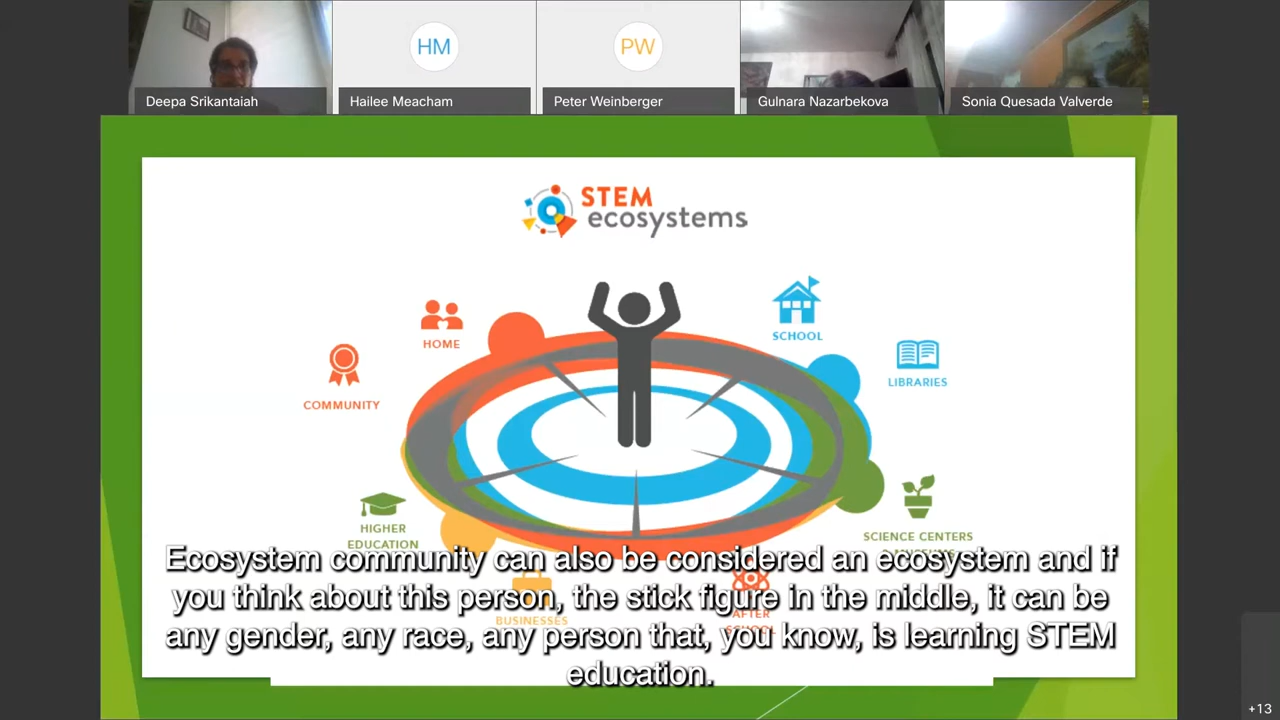 HM
PW
Deepa Srikantaiah
Hailee Meacham
Peter Weinberger
Gulnara Nazarbekova
Sonia Quesada Valverde
STEM
ecosystems
HOME
SCHOOL
COMMUNITY
LIBRARIES
HIGHER
EDUCATION
SCIENCE CENTERS
BUSINESSES
AFTER
SCHOOL
Ecosystem community can also be considered an ecosystem and if
you think about this person, the stick figure in the middle, it can be
any gender, any race, any person that, you know, is learning STEM
education.
+13